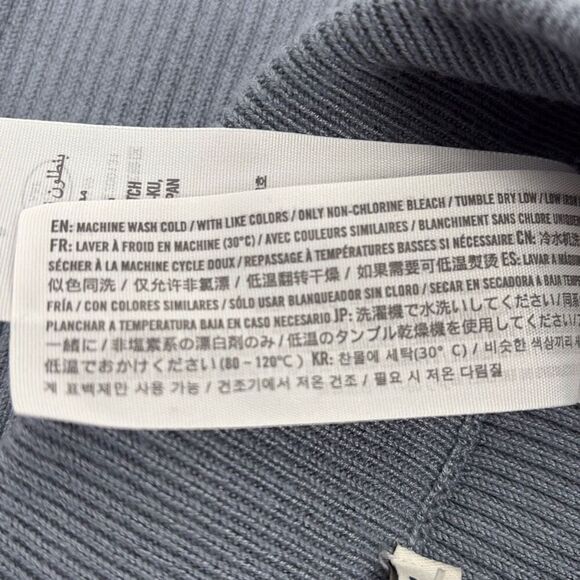 بنطلون
TCH
-KU,
PAN
EN: MACHINE WASH COLD / WITH LIKE COLORS / ONLY NON-CHLORINE BLEACH / TUMBLE DRY LOW / LOW IRON
FR: LAVER À FROID EN MACHINE (30°C) / AVEC COULEURS SIMILAIRES / BLANCHIMENT SANS CHLORE UNIQUEM
SÉCHER À LA MACHINE CYCLE DOUX / REPASSAGE À TEMPÉRATURES BASSES SI NÉCESSAIRE CN: 冷水机洗
似色同洗 / 仅允许非氯漂 / 低温翻转干燥 / 如果需要可低温熨烫 ES: LAVAR A MÁQUIN
FRÍA / CON COLORES SIMILARES / SÓLO USAR BLANQUEADOR SIN CLORO / SECAR EN SECADORA A BAJA TEMP
PLANCHAR A TEMPERATURA BAJA EN CASO NECESARIO JP: 洗濯機で水洗いしてください / 同系
一緒に / 非塩素系の漂白剤のみ / 低温のタンブル乾燥機を使用してください /
低温でおかけください (80～120℃) KR: 찬물에 세탁(30° C) / 비슷한 색상끼리
게 표백제만 사용 가능 / 건조기에서 저온 건조 / 필요 시 저온 다림질